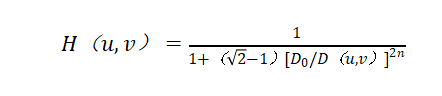 H（u,v）= 1 / 1+（√2−1）[D₀/D（u,v）]²ⁿ